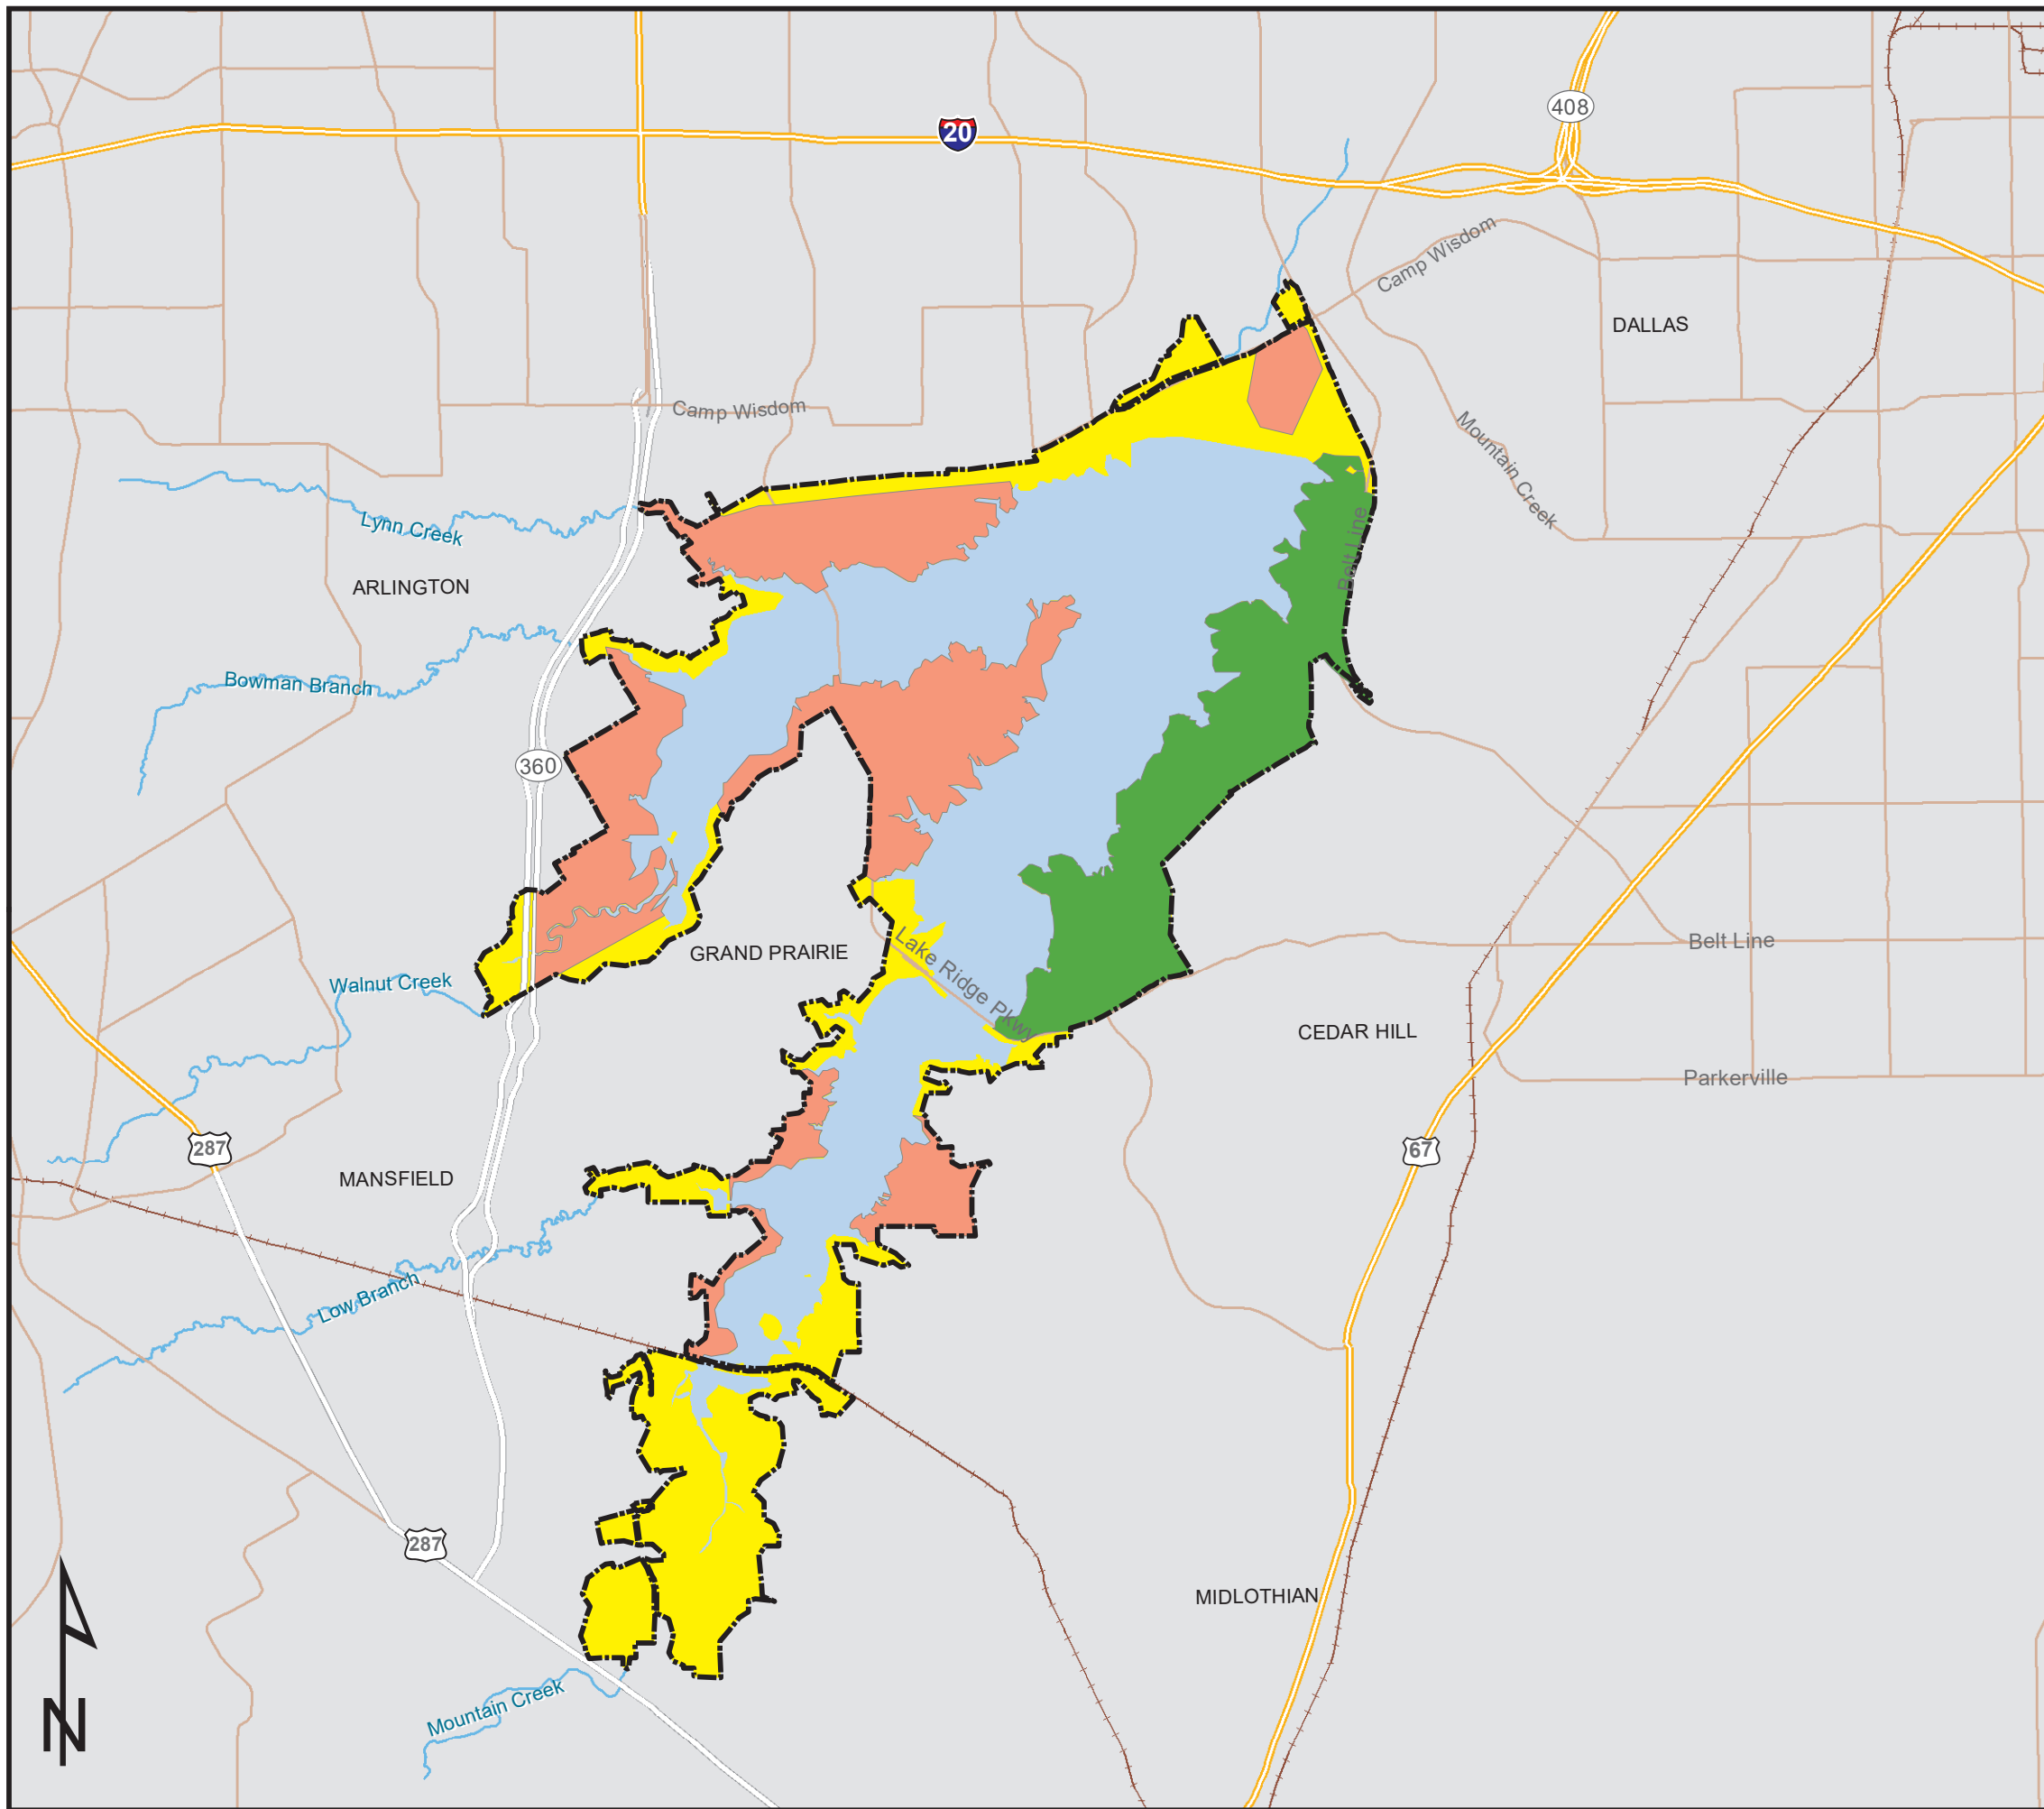 408
20
Camp Wisdom
DALLAS
Camp Wisdom
Mountain Creek
Lynn Creek
Belt Line
ARLINGTON
Bowman Branch
360
Lake Ridge Pkwy
Belt Line
GRAND PRAIRIE
Walnut Creek
CEDAR HILL
Parkerville
287
67
MANSFIELD
Low Branch
287
MIDLOTHIAN
Mountain Creek
N